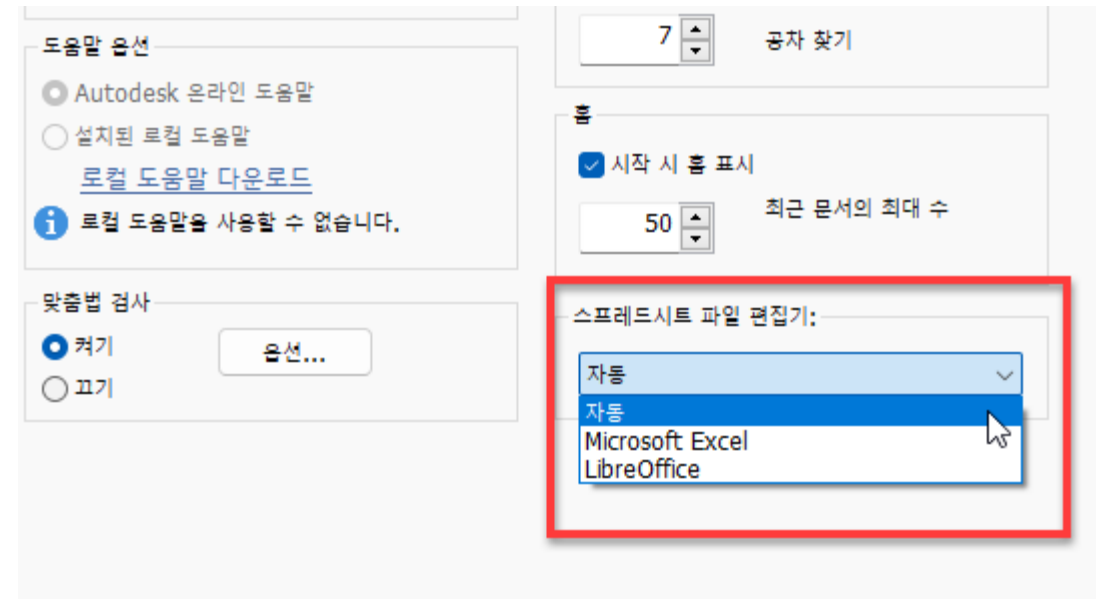 도움말 옵션
Autodesk 온라인 도움말
설치된 로컬 도움말
로컬 도움말 다운로드
로컬 도움말을 사용할 수 없습니다.
맞춤법 검사
켜기
옵션...
끄기
7
공차 찾기
홈
시작 시 홈 표시
50
최근 문서의 최대 수
스프레드시트 파일 편집기:
자동
자동
Microsoft Excel
LibreOffice